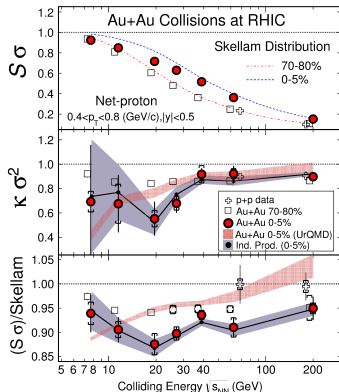 Au+Au Collisions at RHIC
Skellam Distribution
70-80%
0-5%
Net-proton
0.4<p_T<0.8 (GeV/c),|y|<0.5
S σ
1.0
0.8
0.6
0.4
0.2
κ σ²
1.2
1.0
0.8
0.6
0.4
p+p data
Au+Au 70-80%
Au+Au 0-5%
Au+Au 0-5% (UrQMD)
Ind. Prod. (0-5%)
(S σ)/Skellam
1.00
0.95
0.90
0.85
5 6 7 8 10 20 30 40 100 200
Colliding Energy √s_NN (GeV)